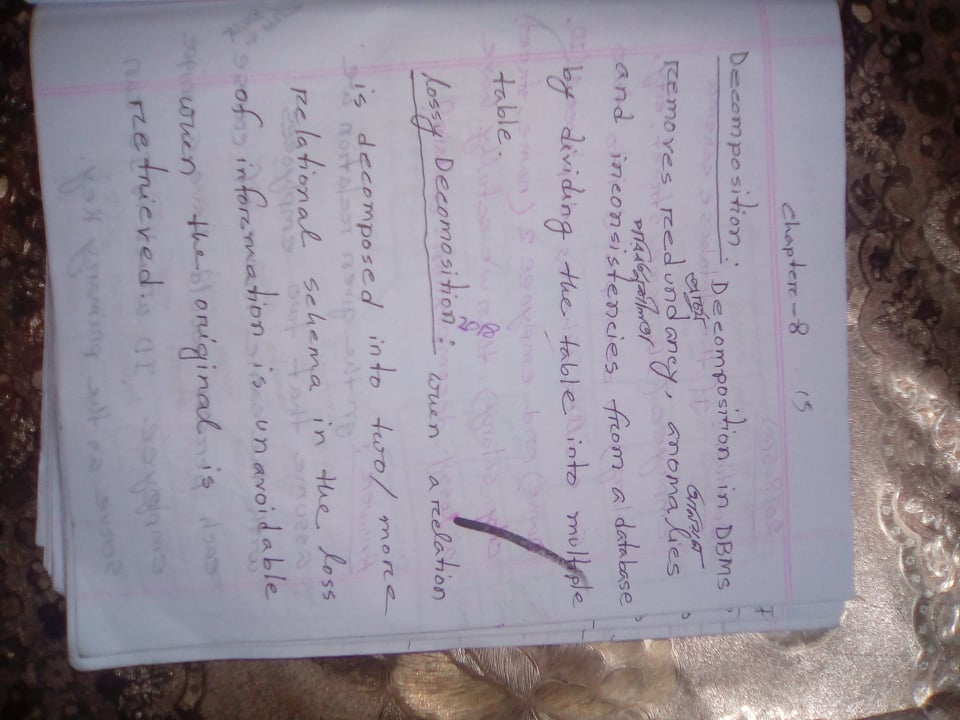 Chapter-8 15
Decomposition: Decomposition in DBMS
প্রাচুর্য
removes redundancy, anomalies
and inconsistencies from a database
by dividing the table into multiple
table.
2018
Lossy Decomosition: when a relation
is decomposed into two/ more
relational schema in the loss
of information is unavoidable
when the original is
retrieved.